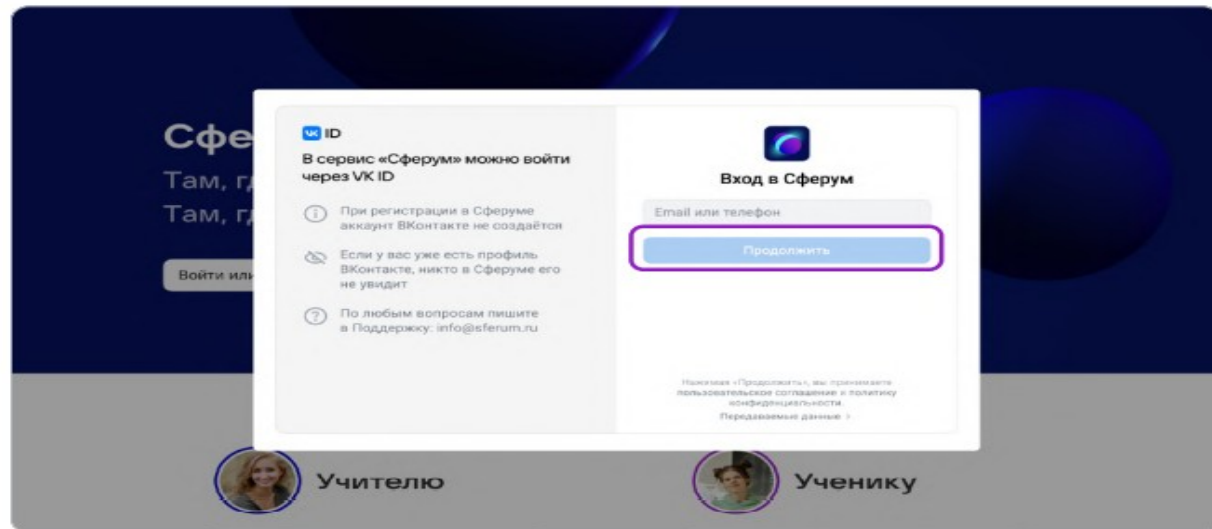 Сфе
Там, гд
Там, гд
Войти или
VK ID
В сервис «Сферум» можно войти
через VK ID
При регистрации в Сферуме
аккаунт ВКонтакте не создаётся
Если у вас уже есть профиль
ВКонтакте, никто в Сферуме его
не увидит
По любым вопросам пишите
в Поддержку: info@sferum.ru
Вход в Сферум
Email или телефон
Продолжить
Нажимая «Продолжить», вы принимаете
пользовательское соглашение и политику
конфиденциальности.
Передаваемые данные >
Учителю
Ученику